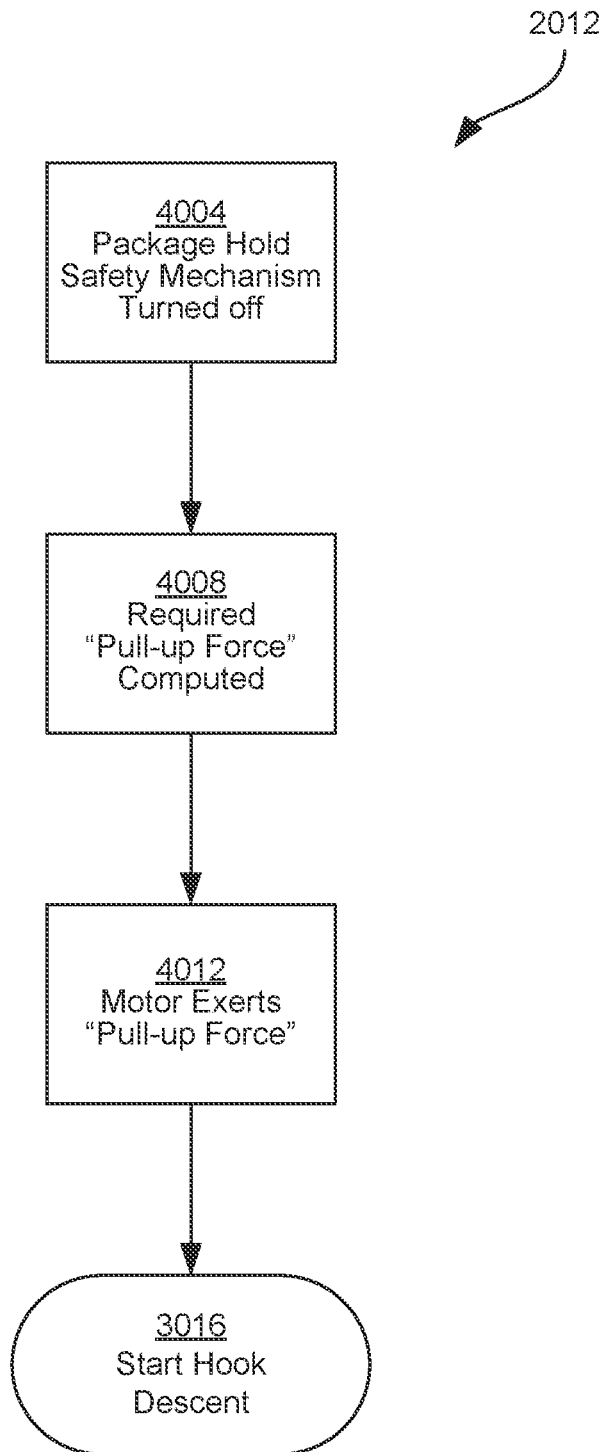 2012
4004
Package Hold
Safety Mechanism
Turned off
4008
Required
“Pull-up Force”
Computed
4012
Motor Exerts
“Pull-up Force”
3016
Start Hook
Descent